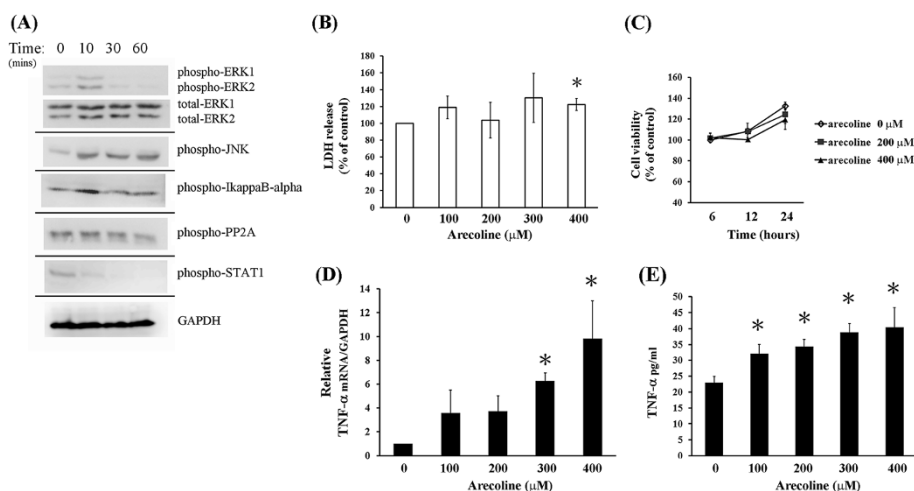 (A)
Time: 0 10 30 60
(mins)
phospho-ERK1
phospho-ERK2
total-ERK1
total-ERK2
phospho-JNK
phospho-IkappaB-alpha
phospho-PP2A
phospho-STAT1
GAPDH
(B)
LDH release
(% of control)
180
160
140
120
100
80
60
40
20
0
*
0 100 200 300 400
Arecoline (μM)
(C)
Cell viability
(% of control)
160
140
120
100
80
60
40
6 12 24
Time (hours)
arecoline 0 μM
arecoline 200 μM
arecoline 400 μM
(D)
Relative
TNF-α mRNA/GAPDH
14
12
10
8
6
4
2
0
* *
0 100 200 300 400
Arecoline (μM)
(E)
TNF-α pg/ml
50
45
40
35
30
25
20
15
10
5
0
* * * *
0 100 200 300 400
Arecoline (μM)